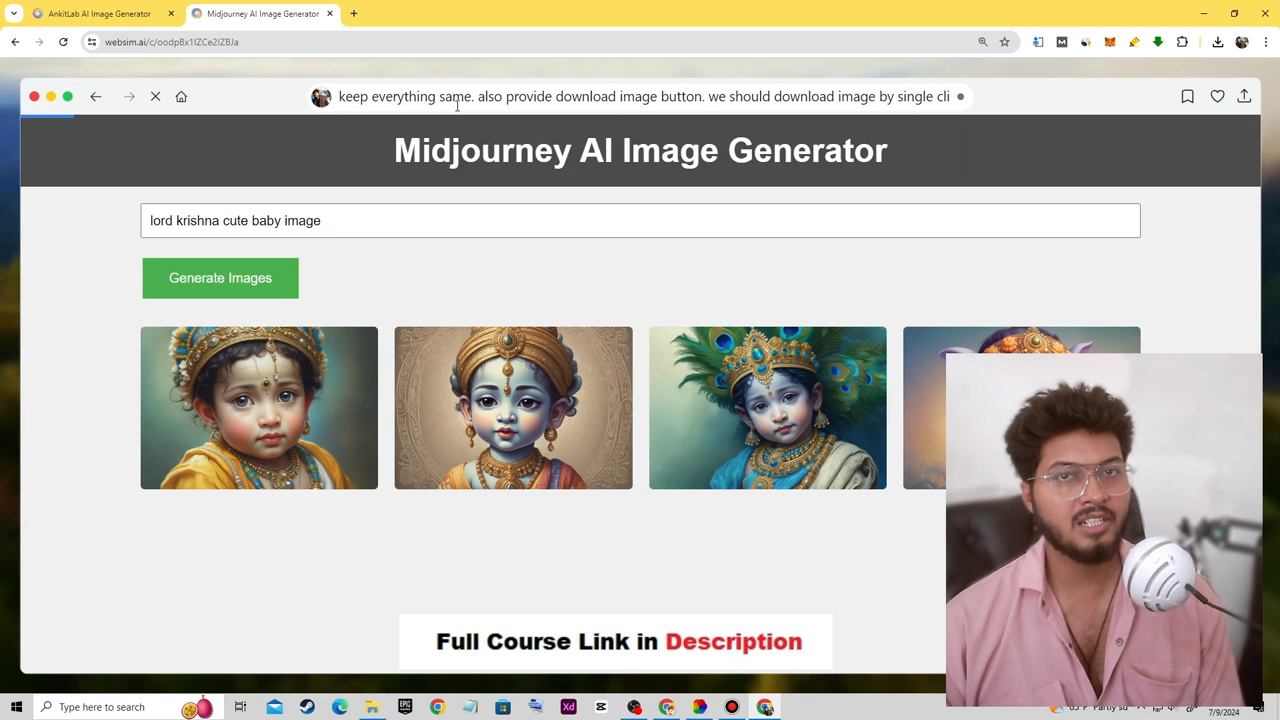 AnkitLab AI Image Generator
Midjourney AI Image Generator
websim.ai/c/oodpBx1IZCe2IZBJa
keep everything same. also provide download image button. we should download image by single cli
Midjourney AI Image Generator
lord krishna cute baby image
Generate Images
Full Course Link in Description
Type here to search
7/9/2024